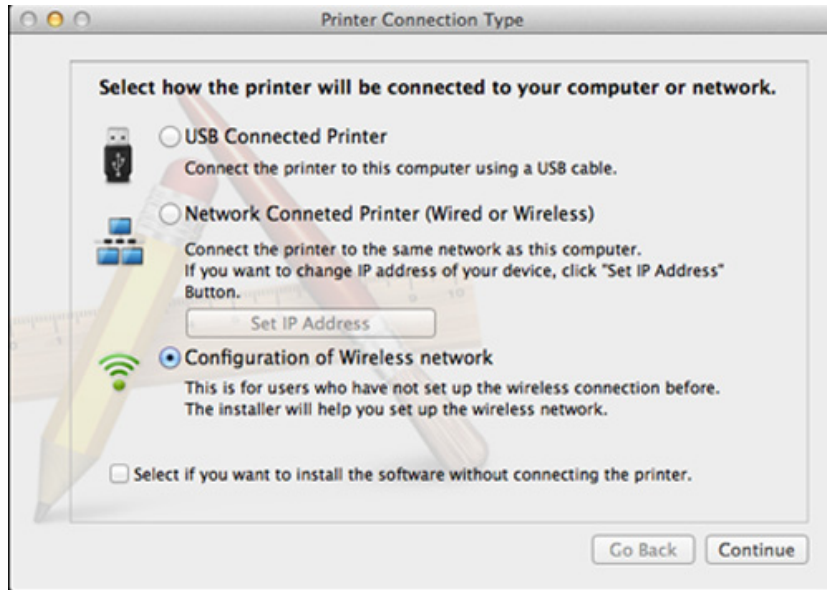 Printer Connection Type
Select how the printer will be connected to your computer or network.
USB Connected Printer
Connect the printer to this computer using a USB cable.
Network Conneted Printer (Wired or Wireless)
Connect the printer to the same network as this computer.
If you want to change IP address of your device, click "Set IP Address"
Button.
Set IP Address
Configuration of Wireless network
This is for users who have not set up the wireless connection before.
The installer will help you set up the wireless network.
Select if you want to install the software without connecting the printer.
Go Back Continue